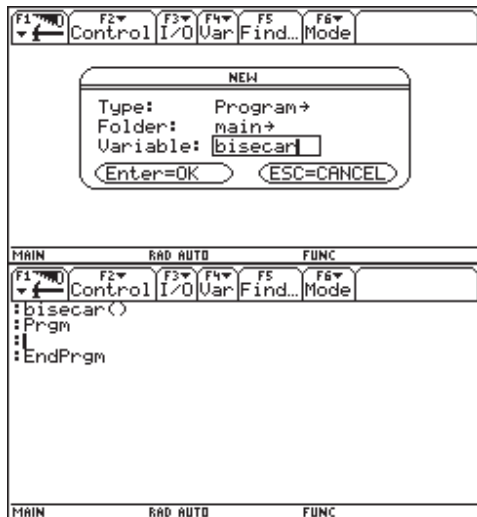 F1▼ F2▼ Control F3▼ I/O F4▼ Var F5 Find… F6▼ Mode
NEW
Type: Program→
Folder: main→
Variable: bisecar
Enter=OK ESC=CANCEL
MAIN RAD AUTO FUNC
F1▼ F2▼ Control F3▼ I/O F4▼ Var F5 Find… F6▼ Mode
:bisecar()
:Prgm
:
:EndPrgm
MAIN RAD AUTO FUNC